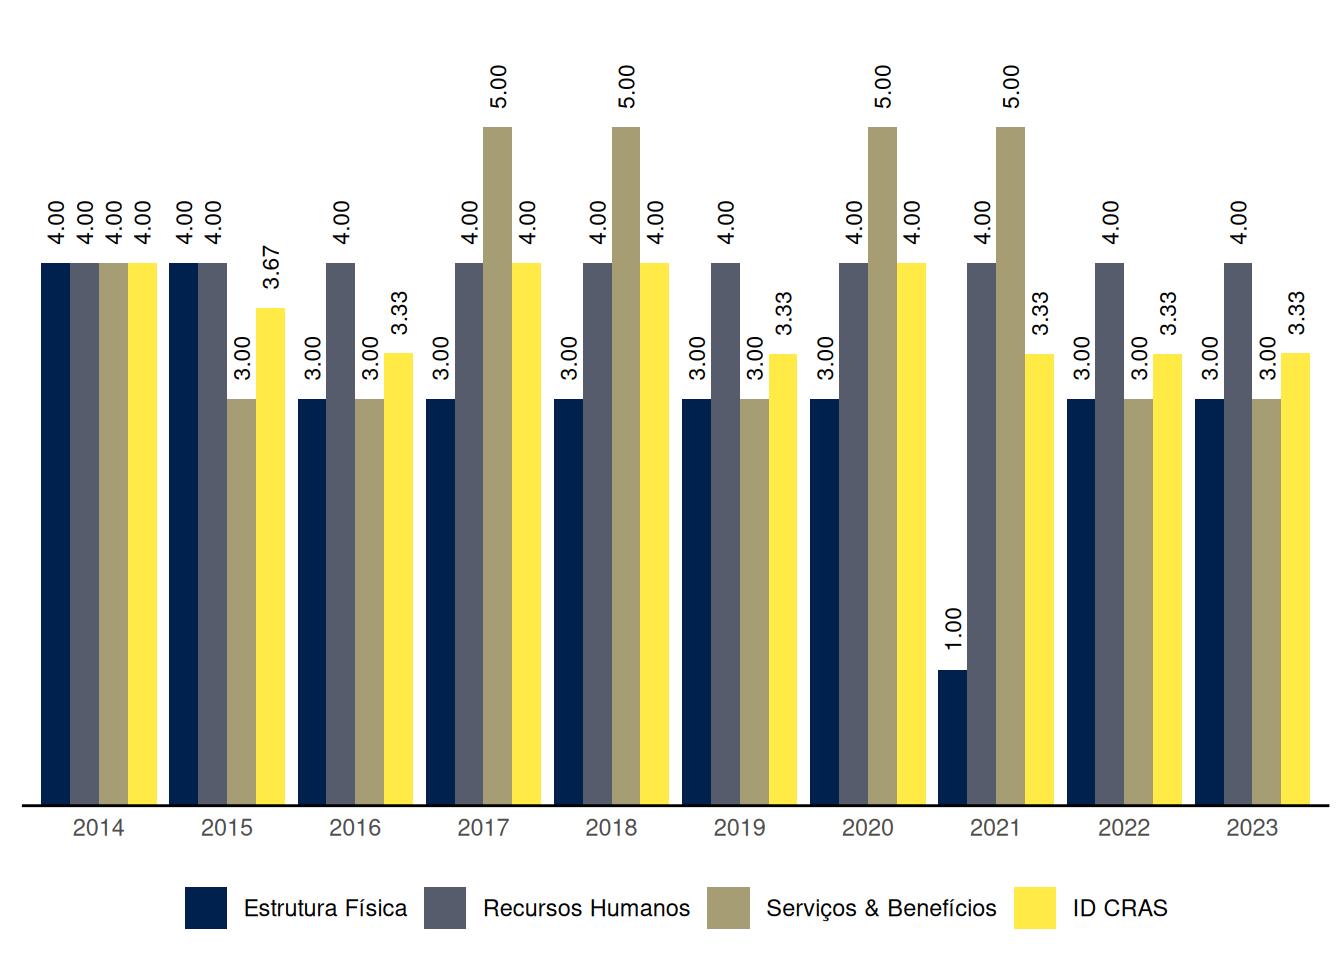 5.00 5.00 5.00 5.00
4.00 4.00 4.00 4.00 4.00 4.00 4.00 4.00 4.00 4.00 4.00 4.00 4.00 4.00 4.00 4.00 4.00
3.67
3.33 3.33 3.33 3.33 3.33
3.00 3.00 3.00 3.00 3.00 3.00 3.00 3.00 3.00 3.00 3.00 3.00
1.00
2014 2015 2016 2017 2018 2019 2020 2021 2022 2023
Estrutura Física Recursos Humanos Serviços & Benefícios ID CRAS